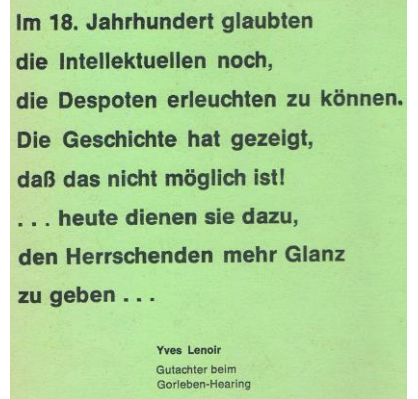 Im 18. Jahrhundert glaubten
die Intellektuellen noch,
die Despoten erleuchten zu können.
Die Geschichte hat gezeigt,
daß das nicht möglich ist!
. . . heute dienen sie dazu,
den Herrschenden mehr Glanz
zu geben . . .
Yves Lenoir
Gutachter beim
Gorleben-Hearing